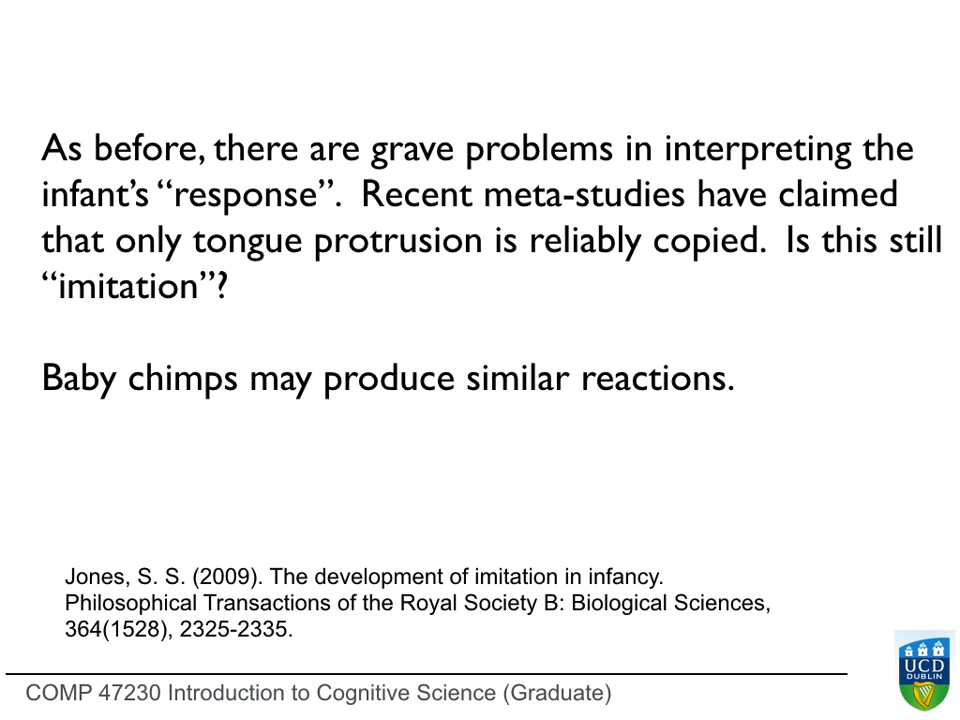 As before, there are grave problems in interpreting the
infant’s “response”.  Recent meta-studies have claimed
that only tongue protrusion is reliably copied.  Is this still
“imitation”?
Baby chimps may produce similar reactions.
Jones, S. S. (2009). The development of imitation in infancy.
Philosophical Transactions of the Royal Society B: Biological Sciences,
364(1528), 2325-2335.
UCD
DUBLIN
COMP 47230 Introduction to Cognitive Science (Graduate)